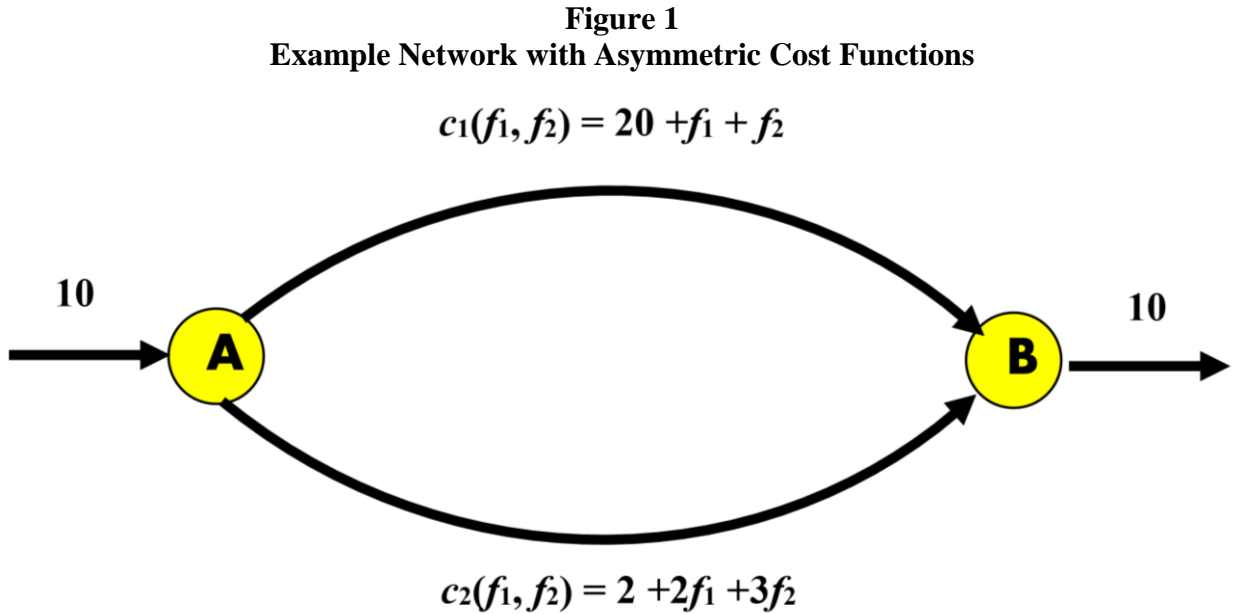 Figure 1
Example Network with Asymmetric Cost Functions
c1(f1, f2) = 20 +f1 + f2
10
10
A
B
c2(f1, f2) = 2 +2f1 +3f2